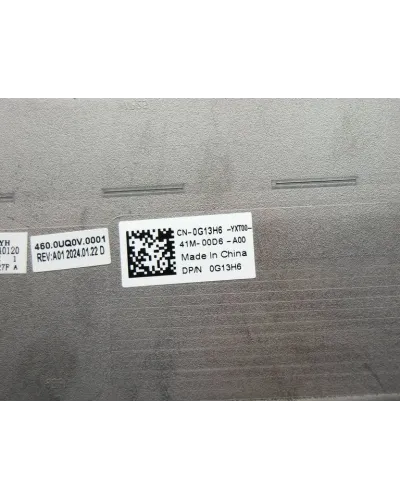 YH
460.0UQ0V.0001
REV:A01 2024.01.22 D
CN-0G13H6 -YXT00-
41M-00D6 -A00
Made in China
DP/N 0G13H6